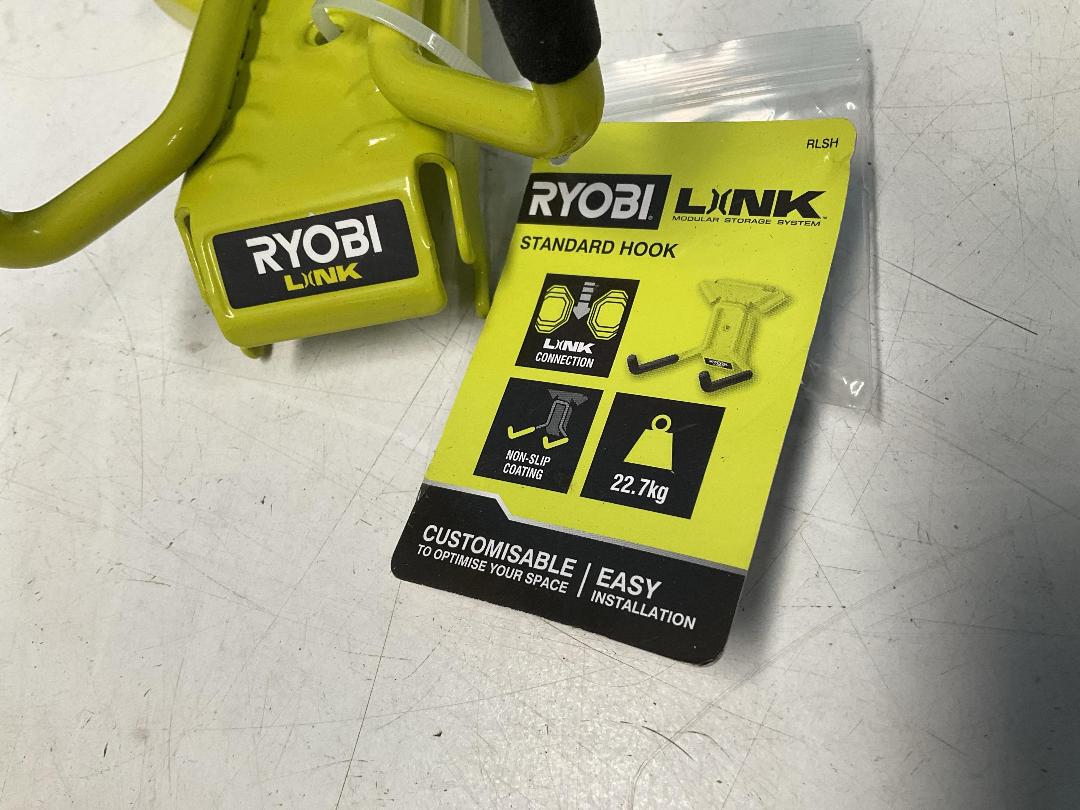 RYOBI
LINK
RLSH
RYOBI LINK
MODULAR STORAGE SYSTEM™
STANDARD HOOK
LINK
CONNECTION
NON-SLIP
COATING
22.7kg
CUSTOMISABLE
TO OPTIMISE YOUR SPACE
EASY
INSTALLATION